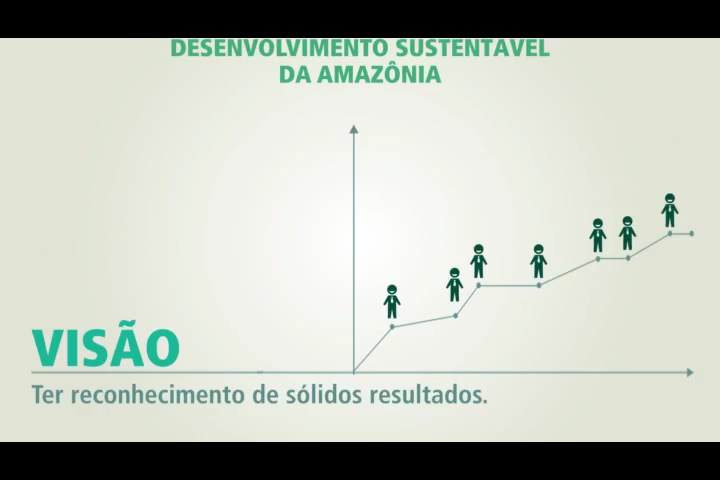 DESENVOLVIMENTO SUSTENTÁVEL
DA AMAZÔNIA
VISÃO
Ter reconhecimento de sólidos resultados.